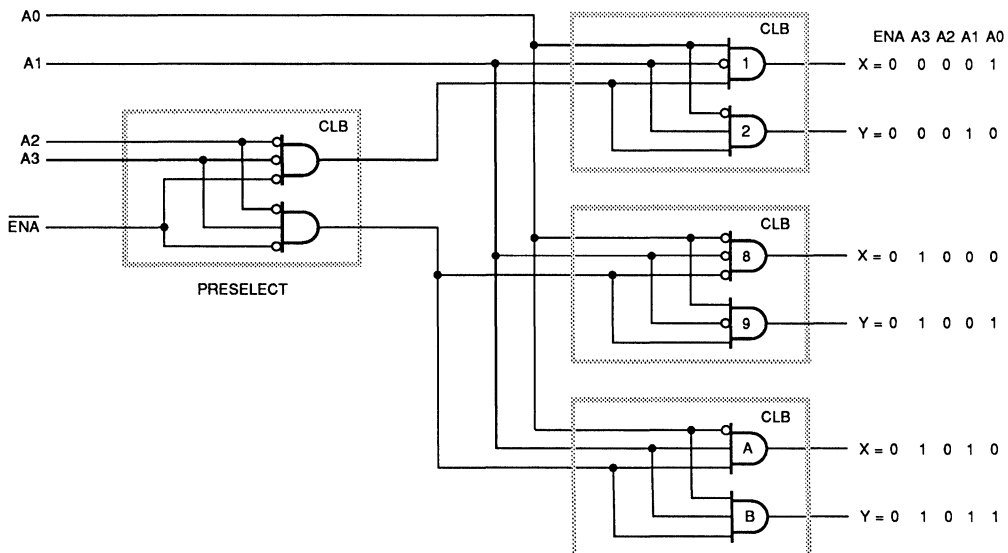 A0
CLB
ENA A3 A2 A1 A0
A1
1
X = 0 0 0 0 1
CLB
A2
A3
2
Y = 0 0 0 1 0
ENA
CLB
8
X = 0 1 0 0 0
PRESELECT
9
Y = 0 1 0 0 1
CLB
A
X = 0 1 0 1 0
B
Y = 0 1 0 1 1